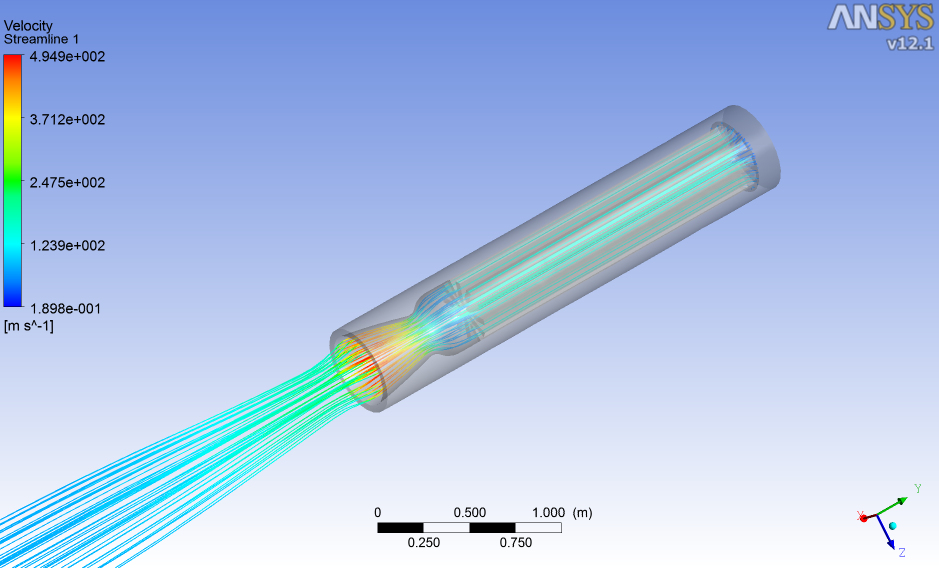 Velocity
Streamline 1
4.949e+002
3.712e+002
2.475e+002
1.239e+002
1.898e-001
[m s^-1]
ANSYS
v12.1
0 0.500 1.000 (m)
0.250 0.750
Y
X
Z